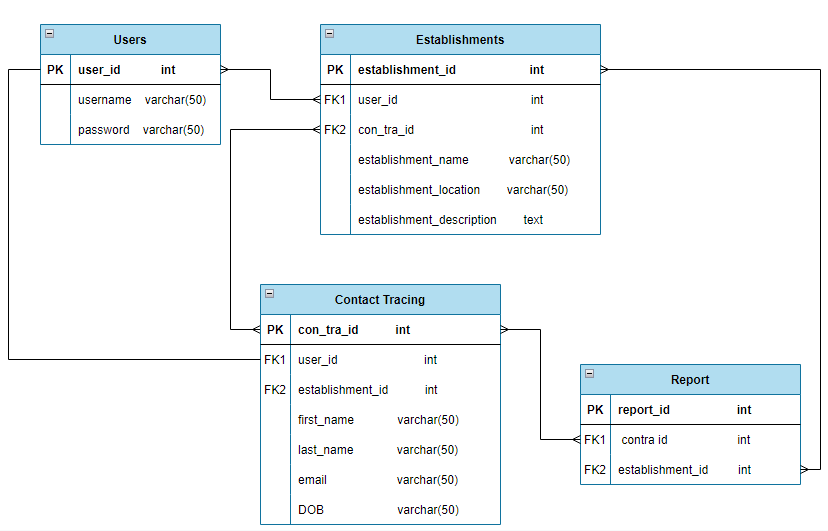 Users
PK user_id int
username varchar(50)
password varchar(50)
Establishments
PK establishment_id int
FK1 user_id int
FK2 con_tra_id int
establishment_name varchar(50)
establishment_location varchar(50)
establishment_description text
Contact Tracing
PK con_tra_id int
FK1 user_id int
FK2 establishment_id int
first_name varchar(50)
last_name varchar(50)
email varchar(50)
DOB varchar(50)
Report
PK report_id int
FK1 contra id int
FK2 establishment_id int